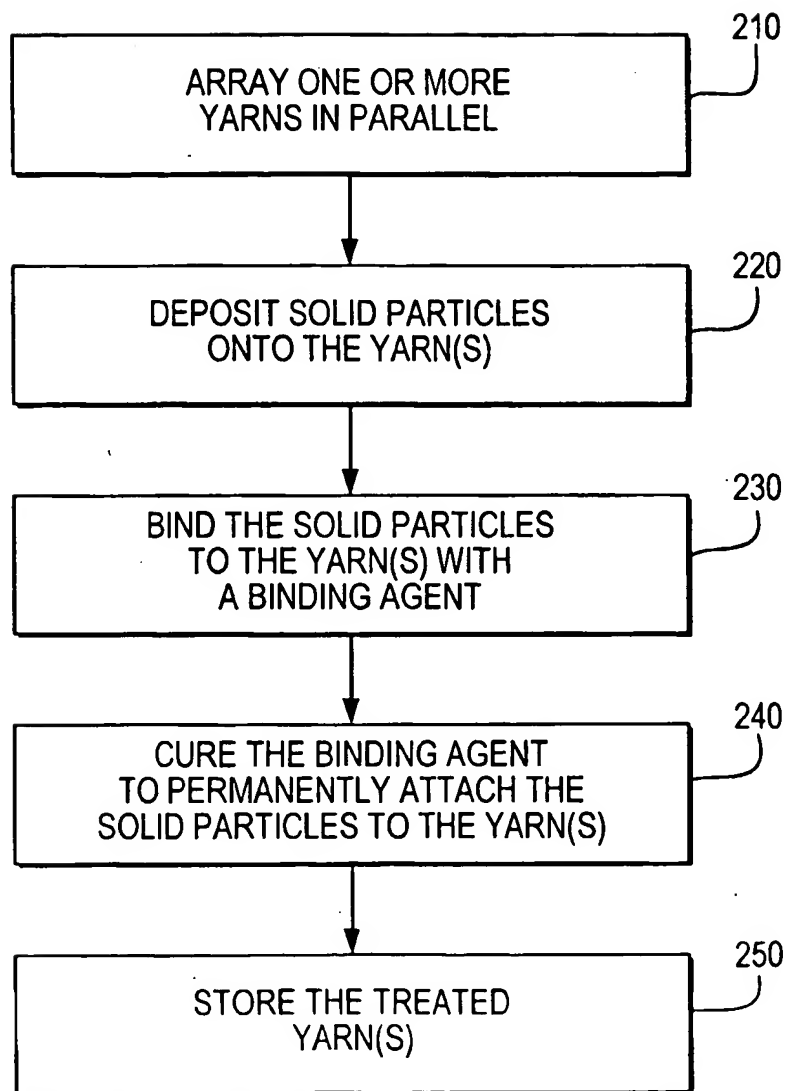 210
ARRAY ONE OR MORE
YARNS IN PARALLEL
220
DEPOSIT SOLID PARTICLES
ONTO THE YARN(S)
230
BIND THE SOLID PARTICLES
TO THE YARN(S) WITH
A BINDING AGENT
240
CURE THE BINDING AGENT
TO PERMANENTLY ATTACH THE
SOLID PARTICLES TO THE YARN(S)
250
STORE THE TREATED
YARN(S)